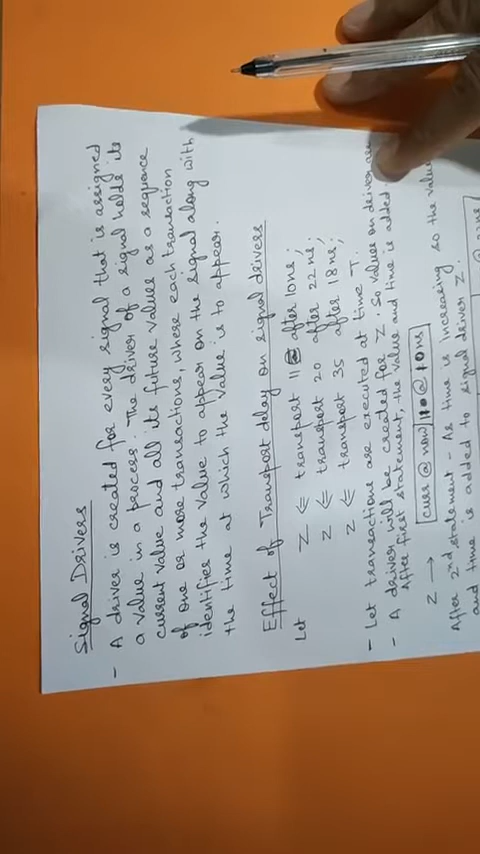 Signal Drivers
- A driver is created for every signal that is assigned
a value in a process. The driver of a signal holds its
current value and all its future values as a sequence
of one or more transactions, where each transaction
identifies the value to appear on the signal along with
the time at which the value is to appear.
Effect of Transport delay on signal drivers
Let
Z <= transport 11 after 10ns;
Z <= transport 20 after 22ns;
Z <= transport 35 after 18ns;
- Let transactions are executed at time T.
- A driver will be created for Z. So values on driver are
After first statement, the value and time is added.
Z → curr @ now 11 @ 10ns
After 2nd statement - As time is increasing so the value
and time is added to signal driver Z.
@ 22ns